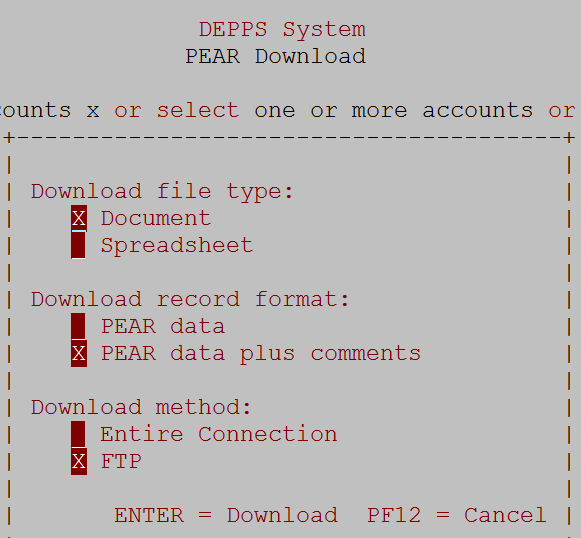 DEPPS System
PEAR Download
counts x or select one or more accounts or
+---------------------------------------+
Download file type:
X Document
Spreadsheet
Download record format:
PEAR data
X PEAR data plus comments
Download method:
Entire Connection
X FTP
ENTER = Download PF12 = Cancel